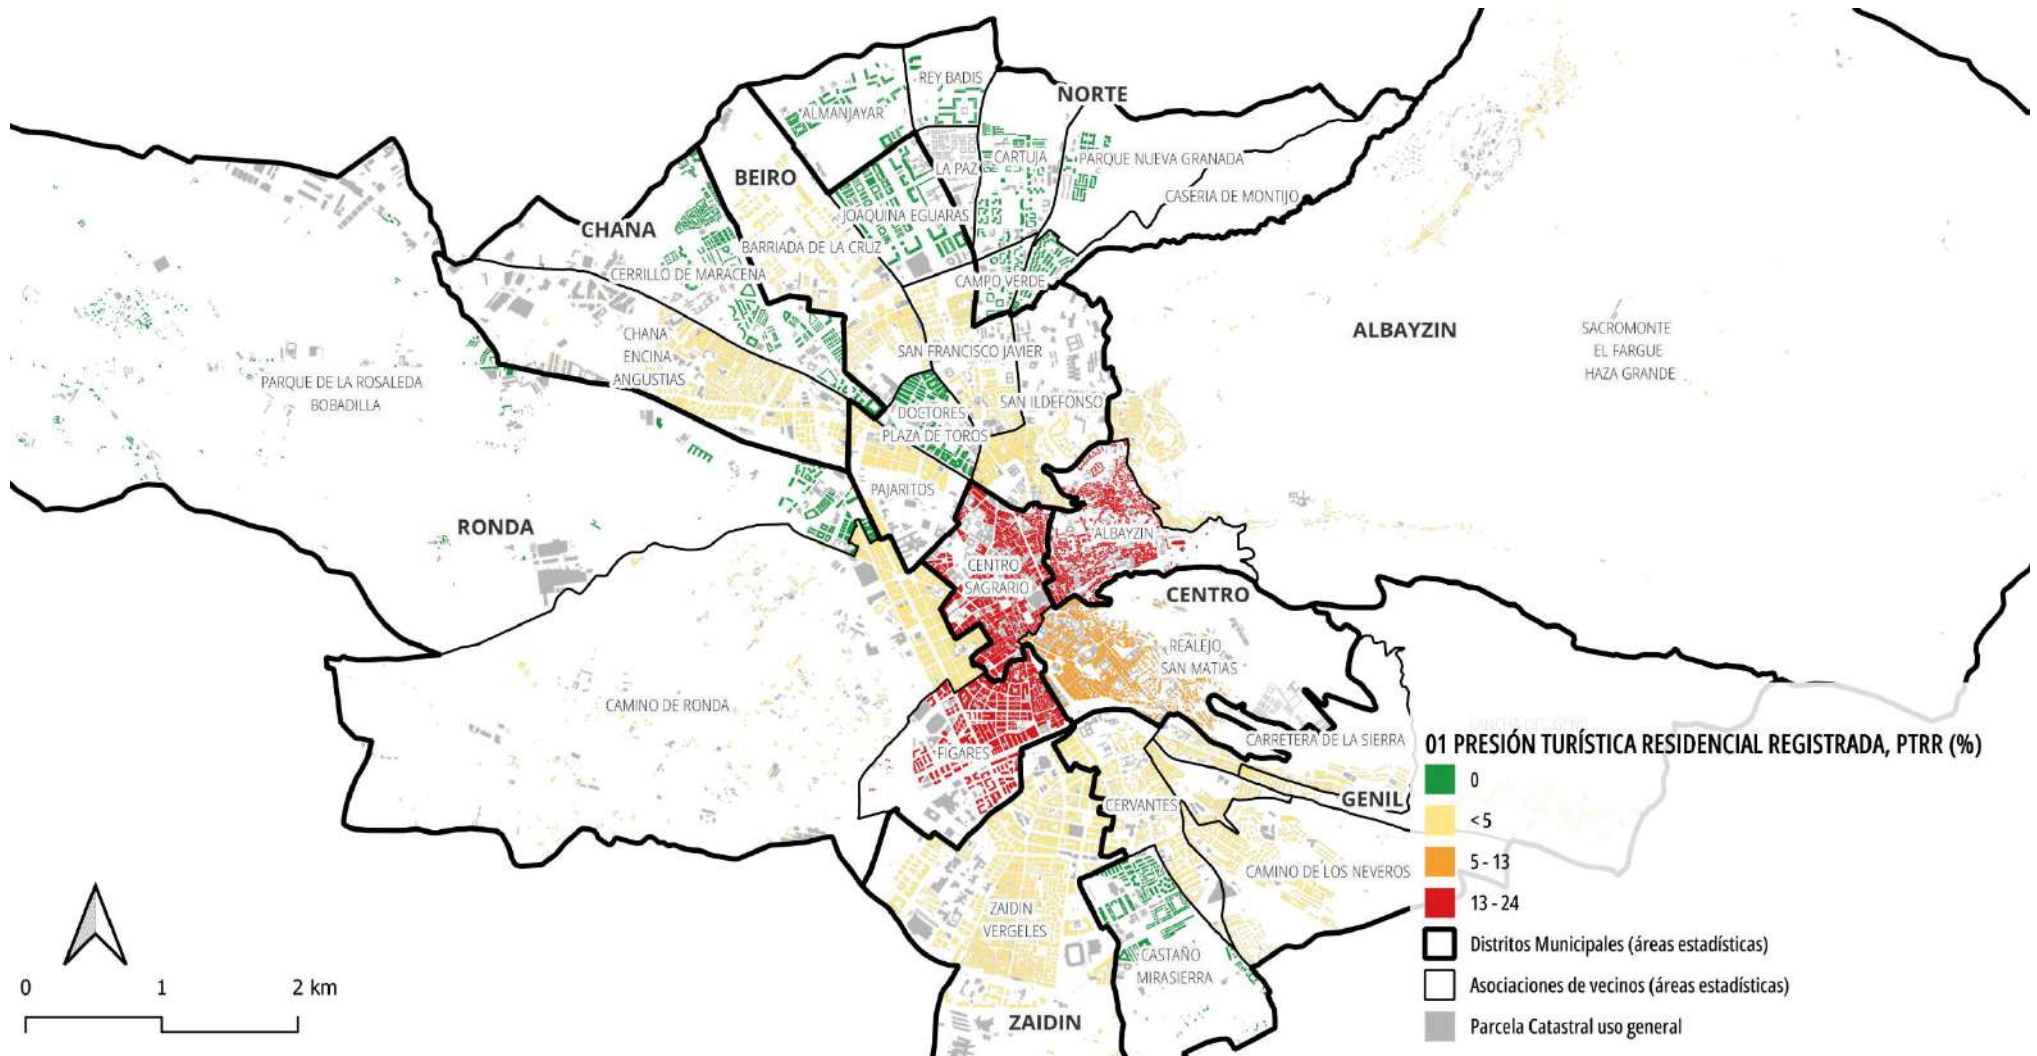 REY BADIS
NORTE
ALMANJAYAR
CARTUJA
PARQUE NUEVA GRANADA
LA PAZ
BEIRO
CASERIA DE MONTIJO
JOAQUINA EGUARAS
CHANA
BARRIADA DE LA CRUZ
CERRILLO DE MARACENA
CAMPO VERDE
ALBAYZIN
SACROMONTE
EL FARGUE
HAZA GRANDE
CHANA
ENCINA
ANGUSTIAS
SAN FRANCISCO JAVIER
PARQUE DE LA ROSALEDA
BOBADILLA
SAN ILDEFONSO
DOCTORES
PLAZA DE TOROS
PAJARITOS
RONDA
ALBAYZIN
CENTRO
SAGRARIO
CENTRO
REALEJO
SAN MATIAS
CAMINO DE RONDA
LANCHA DEL GENIL
CARRETERA DE LA SIERRA
FIGARES
GENIL
CERVANTES
CAMINO DE LOS NEVEROS
ZAIDIN
VERGELES
CASTAÑO
MIRASIERRA
ZAIDIN
01 PRESIÓN TURÍSTICA RESIDENCIAL REGISTRADA, PTRR (%)
0
< 5
5 - 13
13 - 24
Distritos Municipales (áreas estadísticas)
Asociaciones de vecinos (áreas estadísticas)
Parcela Catastral uso general
0 1 2 km